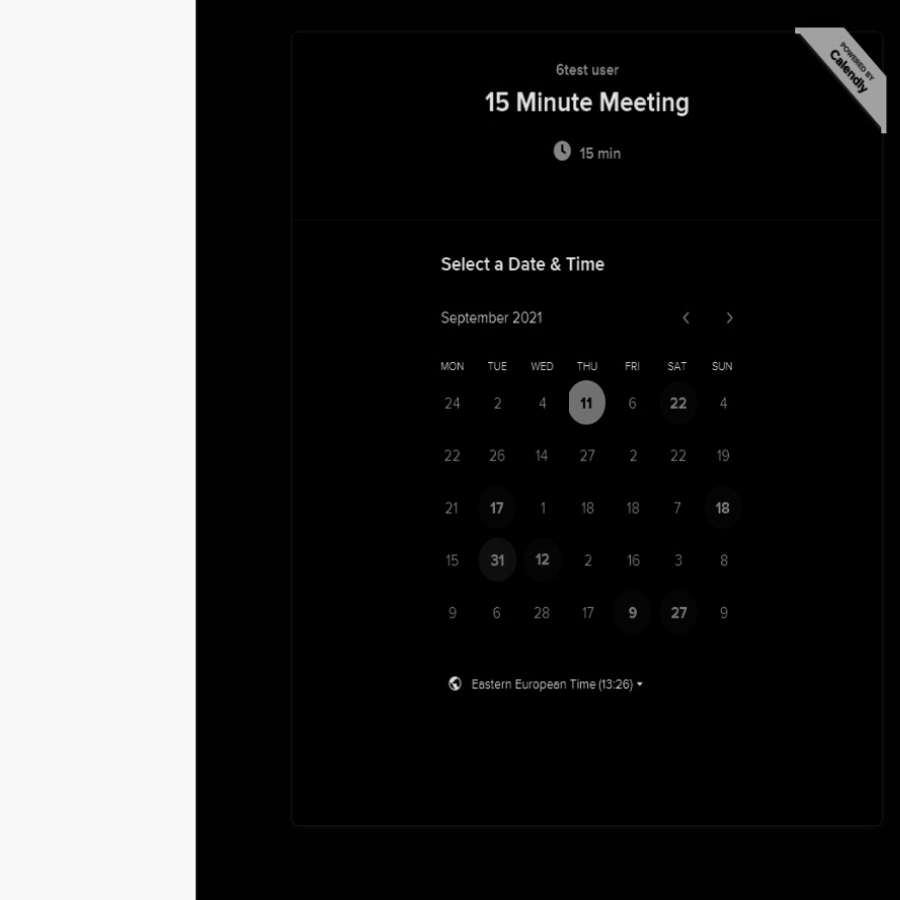 POWERED BY
Calendly
6test user
15 Minute Meeting
15 min
Select a Date & Time
September 2021
MON TUE WED THU FRI SAT SUN
24 2 4 11 6 22 4
22 26 14 27 2 22 19
21 17 1 18 18 7 18
15 31 12 2 16 3 8
9 6 28 17 9 27 9
Eastern European Time (13:26)